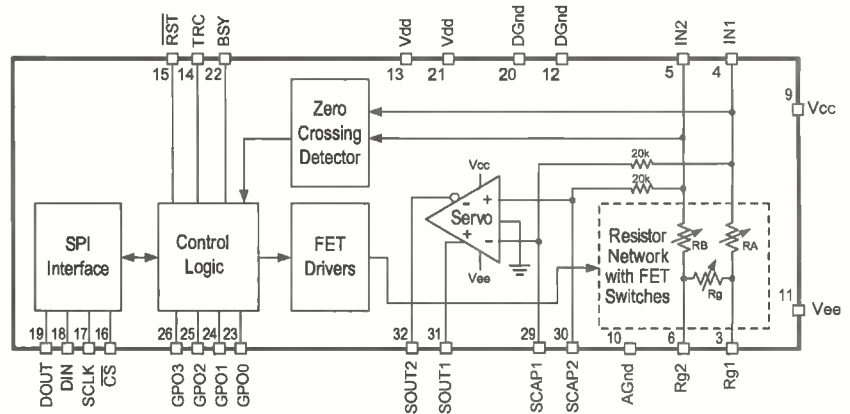 RST TRC BSY Vdd Vdd DGnd DGnd IN2 IN1
15 14 22 13 21 20 12 5 4
9
Vcc
Zero
Crossing
Detector
20k
20k
Vcc
- +
Servo
+ -
Vee
SPI
Interface
Control
Logic
FET
Drivers
Resistor
Network
with FET
Switches
RB RA
Rg
11
Vee
19 18 17 16 26 25 24 23 32 31 29 30 10 6 3
DOUT DIN SCLK CS GPO3 GPO2 GPO1 GPO0 SOUT2 SOUT1 SCAP1 SCAP2 AGnd Rg2 Rg1